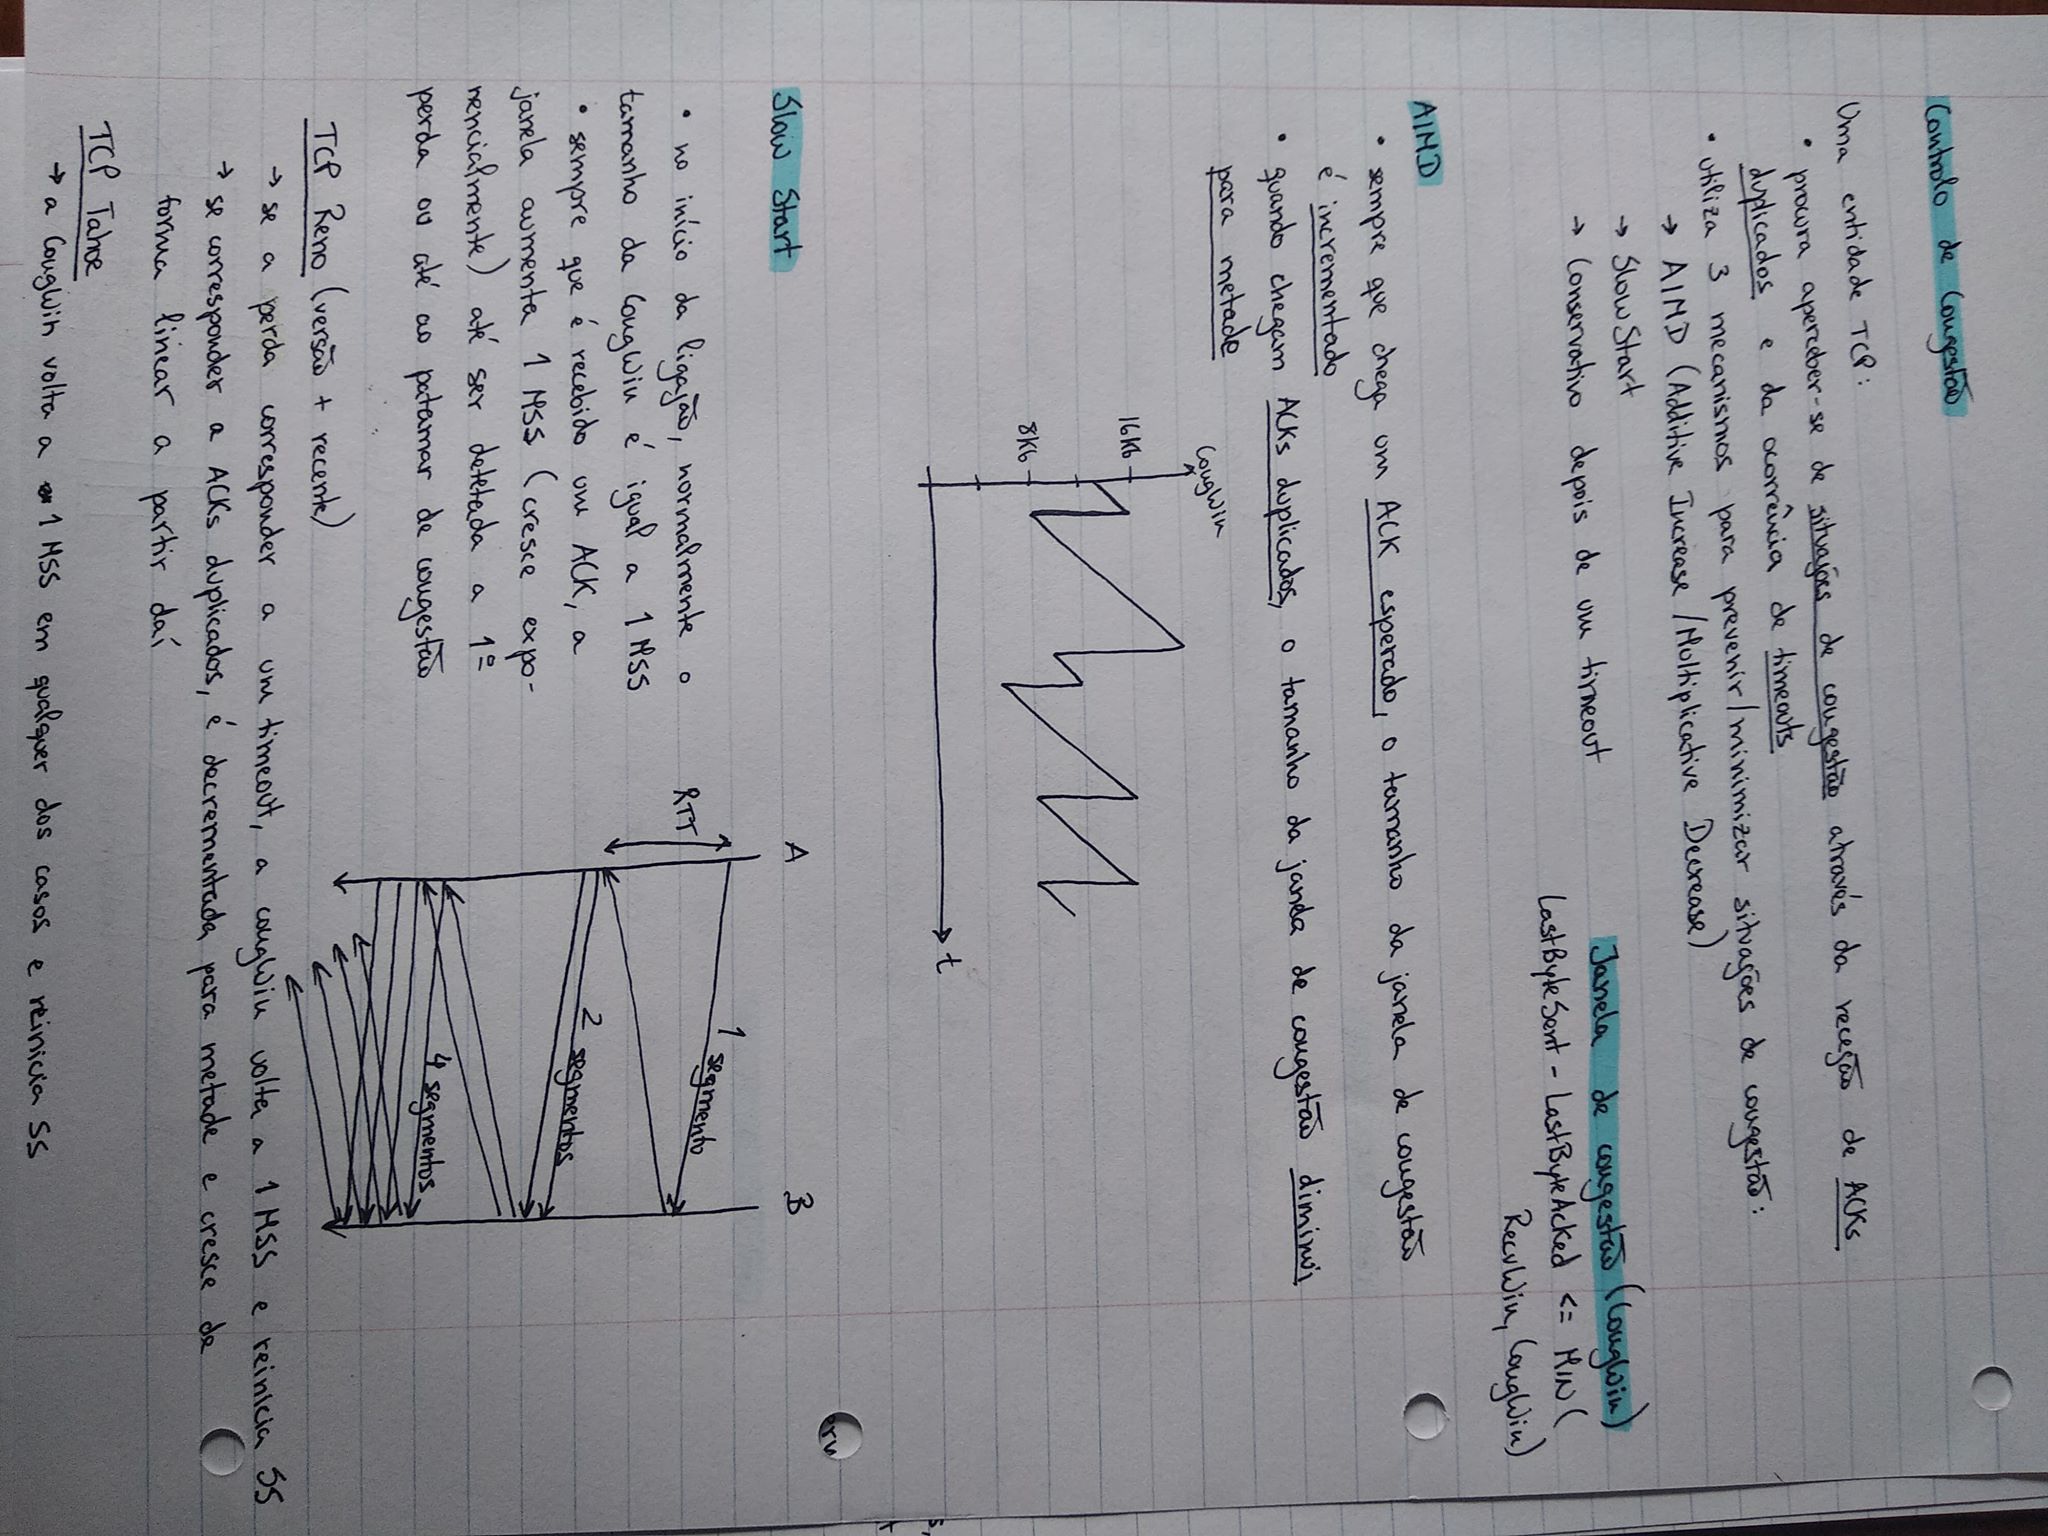 Controlo de Congestão
Uma entidade TCP:
• procura aperceber-se de situações de congestão através da receção de ACKs
duplicados e da ocorrência de timeouts
• utiliza 3 mecanismos para prevenir/minimizar situações de congestão:
→ AIMD (Additive Increase /Multiplicative Decrease)
→ Slow Start
→ Conservativo depois de um timeout
Janela de congestão (CongWin)
LastByteSent - LastByteAcked <= MIN(
RecvWin, CongWin)
AIMD
• sempre que chega um ACK esperado, o tamanho da janela de congestão
é incrementado
• quando chegam ACKs duplicados, o tamanho da janela de congestão diminui
para metade
CongWin
16Kb
8Kb
t
Slow Start
• no início da ligação, normalmente o
tamanho da CongWin é igual a 1 MSS
• sempre que é recebido um ACK, a
janela aumenta 1 MSS (cresce expo-
nencialmente) até ser detetada a 1ª
perda ou até ao patamar de congestão
A B
1 segmento
RTT
2 segmentos
4 segmentos
TCP Reno (versão + recente)
→ se a perda corresponder a um timeout, a congWin volta a 1 MSS e reinicia SS
→ se corresponder a ACKs duplicados, é decrementada para metade e cresce de
forma linear a partir daí
TCP Tahoe
→ a CongWin volta a 1 MSS em qualquer dos casos e reinicia SS